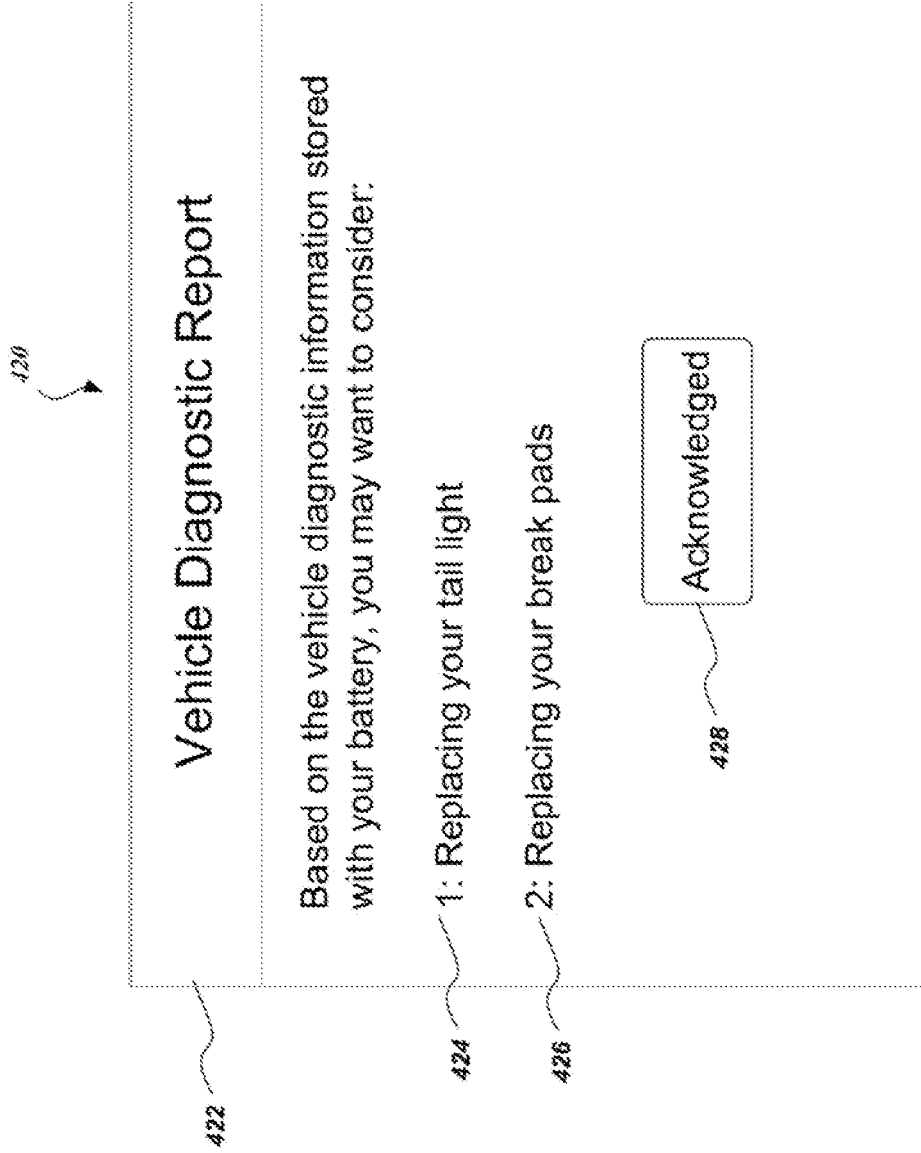 420
Vehicle Diagnostic Report
422
Based on the vehicle diagnostic information stored
with your battery, you may want to consider:
424
1: Replacing your tail light
426
2: Replacing your break pads
Acknowledged
428